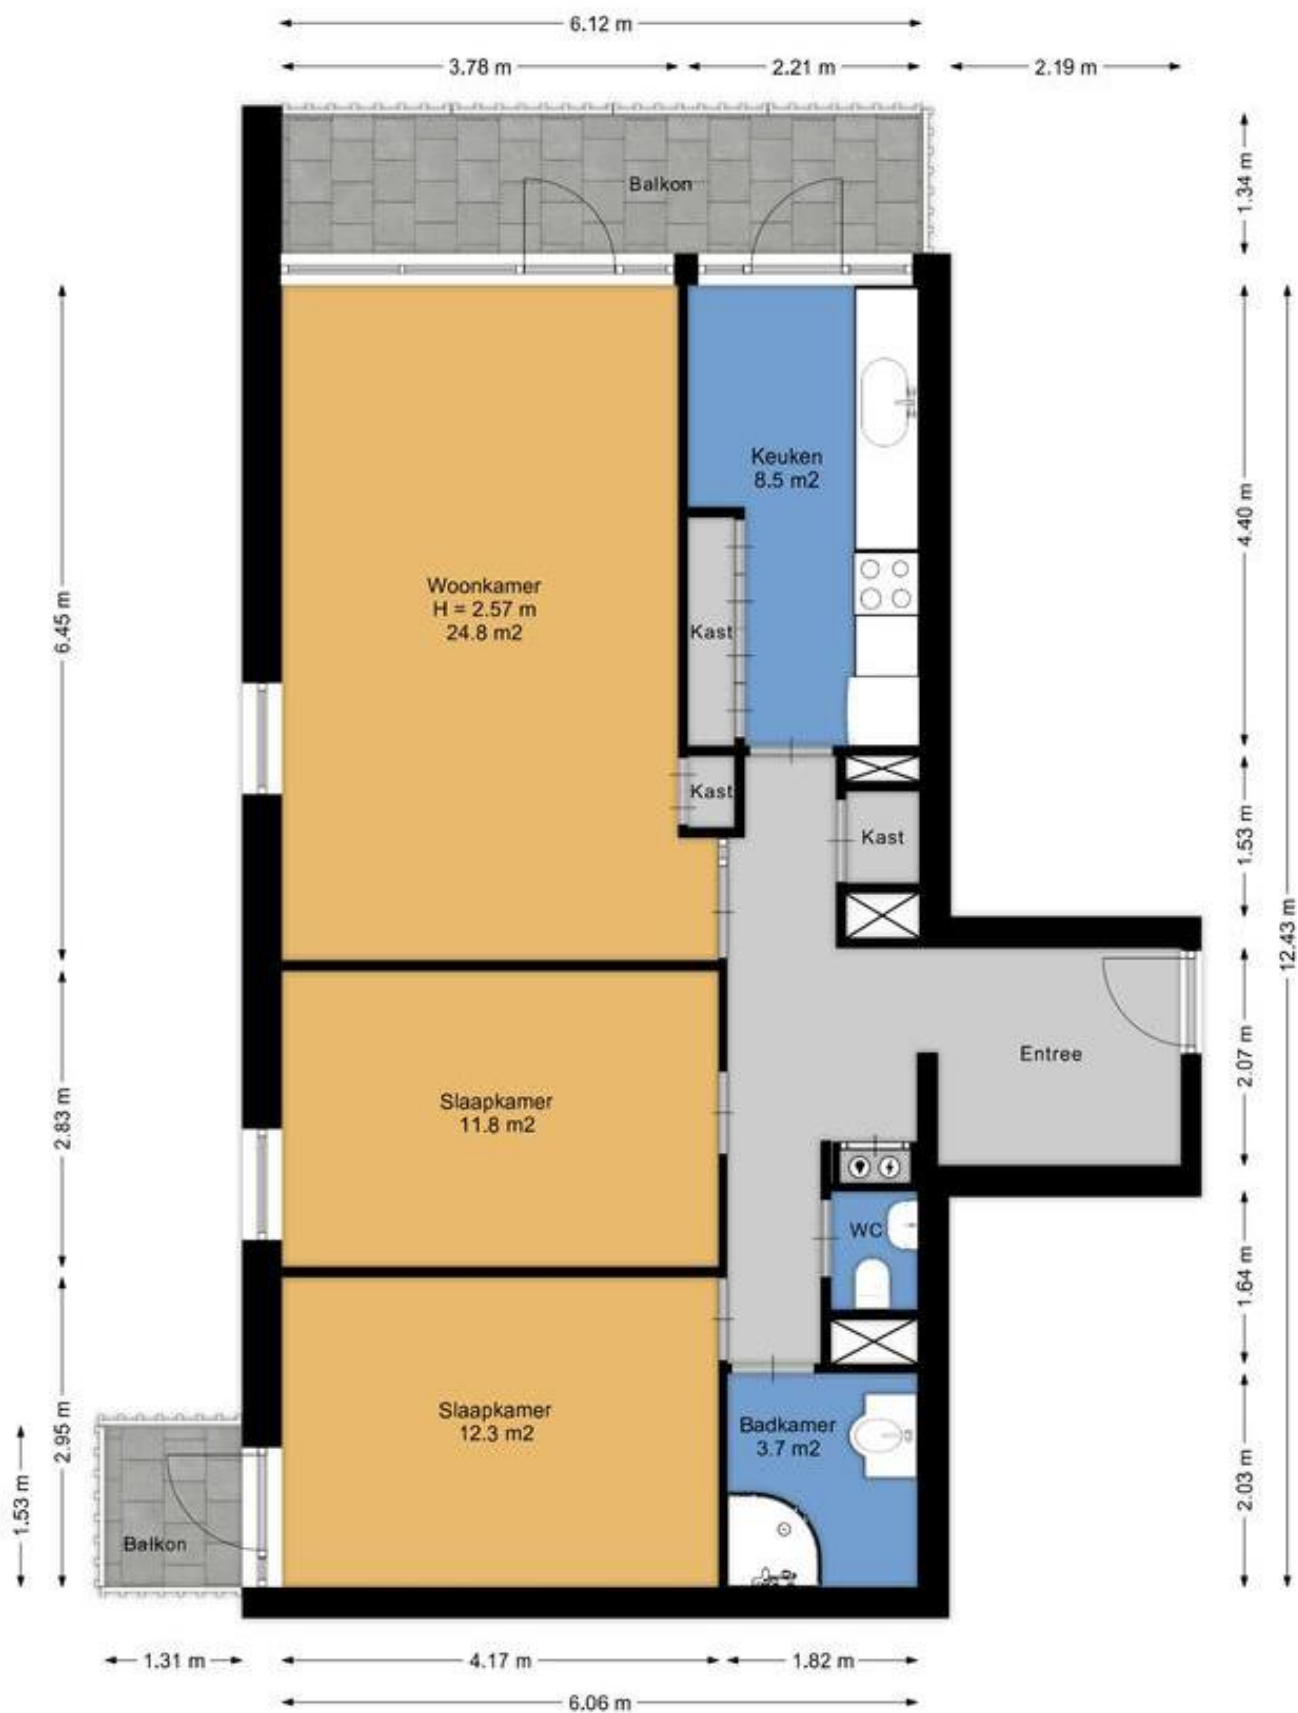 6.12 m
3.78 m
2.21 m
2.19 m
Balkon
1.34 m
Keuken
8.5 m2
4.40 m
Woonkamer
H = 2.57 m
24.8 m2
6.45 m
Kast
Kast
Kast
1.53 m
12.43 m
Entree
2.07 m
Slaapkamer
11.8 m2
2.83 m
WC
1.64 m
Slaapkamer
12.3 m2
2.95 m
Badkamer
3.7 m2
2.03 m
1.53 m
Balkon
1.31 m
4.17 m
1.82 m
6.06 m